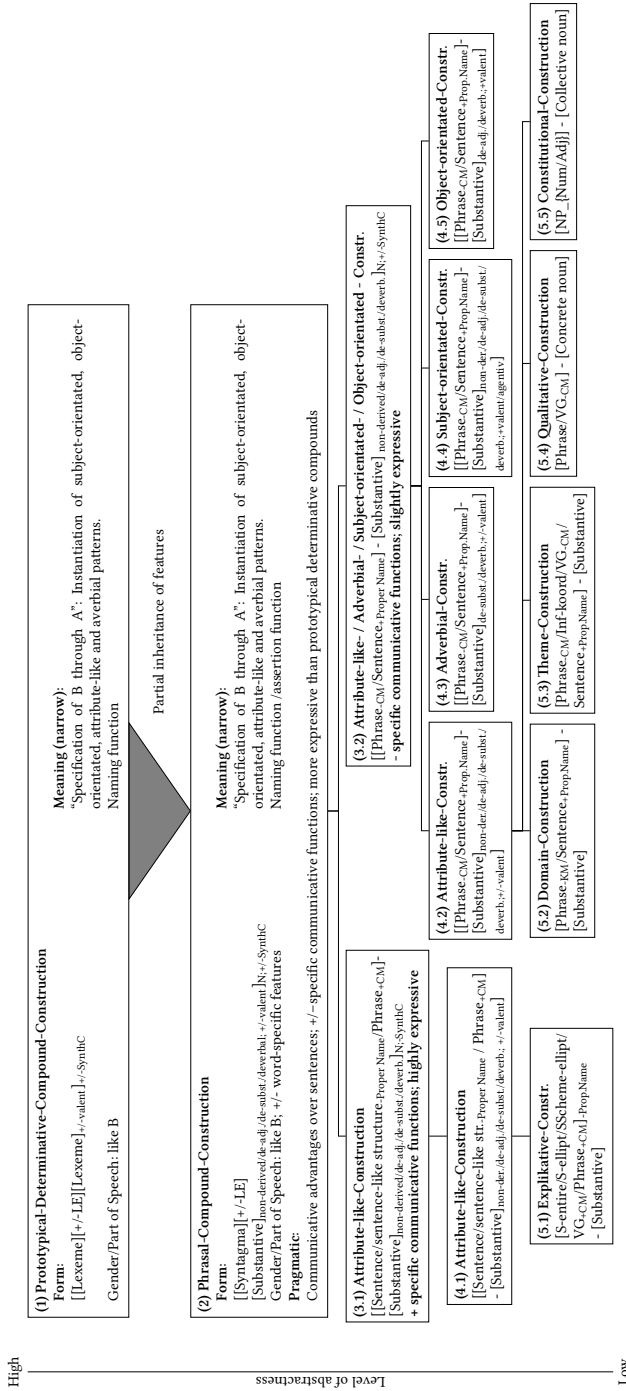 High
Level of abstractness
Low
(1) Prototypical-Determinative-Compound-Construction
Form:
[[Lexeme][+/-LE][Lexeme]+/-valent]+/-SynthC
Gender/Part of Speech: like B
Meaning (narrow):
“Specification of B through A”: Instantiation of subject-orientated, object-
orientated, attribute-like and averbial patterns.
Naming function
Partial inheritance of features
(2) Phrasal-Compound-Construction
Form:
[[Syntagma][+/-LE]
[Substantive]non-derived/de-adj./de-subst./deverbal; +/-valent]N;+/-SynthC
Gender/Part of Speech: like B; +/- word-specific features
Meaning (narrow):
“Specification of B through A”: Instantiation of subject-orientated, object-
orientated, attribute-like and averbial patterns.
Naming function /assertion function
Pragmatic:
Communicative advantages over sentences; +/− specific communicative functions; more expressive than prototypical determinative compounds
(3.1) Attribute-like-Construction
[[Sentence/sentence-like structure-Proper Name/Phrase+CM]-
[Substantive]non-derived/de-adj./de-subst./deverb.]N;-SynthC
+ specific communicative functions; highly expressive
(3.2) Attribute-like- / Adverbial- / Subject-orientated- / Object-orientated - Constr.
[[Phrase-CM/Sentence+Proper Name] - [Substantive] non-derived/de-adj./de-subst./deverb.]N;+/-SynthC
- specific communicative functions; slightly expressive
(4.1) Attribute-like-Construction
[[Sentence/sentence-like str.-Proper Name / Phrase+CM]
- [Substantive]non-der./de-adj./de-subst./deverb.; +/-valent]
(4.2) Attribute-like-Constr.
[[Phrase-CM/Sentence+Prop.Name]-
[Substantive]non-der./de-adj./de-subst./
deverb.;+/-valent]
(4.3) Adverbial-Constr.
[[Phrase-CM/Sentence+Prop.Name]-
[Substantive]de-subst./deverb.;+/-valent]
(4.4) Subject-orientated-Constr.
[[Phrase-CM/Sentence+Prop.Name]-
[Substantive]non-der./de-adj./de-subst./
deverb.;+valent/agentiv]
(4.5) Object-orientated-Constr.
[[Phrase-CM/Sentence+Prop.Name]-
[Substantive]de-adj./deverb.;+valent]
(5.1) Explikative-Constr.
[S-entire/S-ellipt/SScheme-ellipt/
VG+CM/Phrase+CM]-Prop.Name
- [Substantive]
(5.2) Domain-Construction
[Phrase-KM/Sentence+Prop.Name] -
[Substantive]
(5.3) Theme-Construction
[Phrase-CM/Inf-koord/VG-CM/
Sentence+Prop.Name] - [Substantive]
(5.4) Qualitative-Construction
[Phrase/VG-CM] - [Concrete noun]
(5.5) Constitutional-Construction
[NP_{Num/Adj}] - [Collective noun]